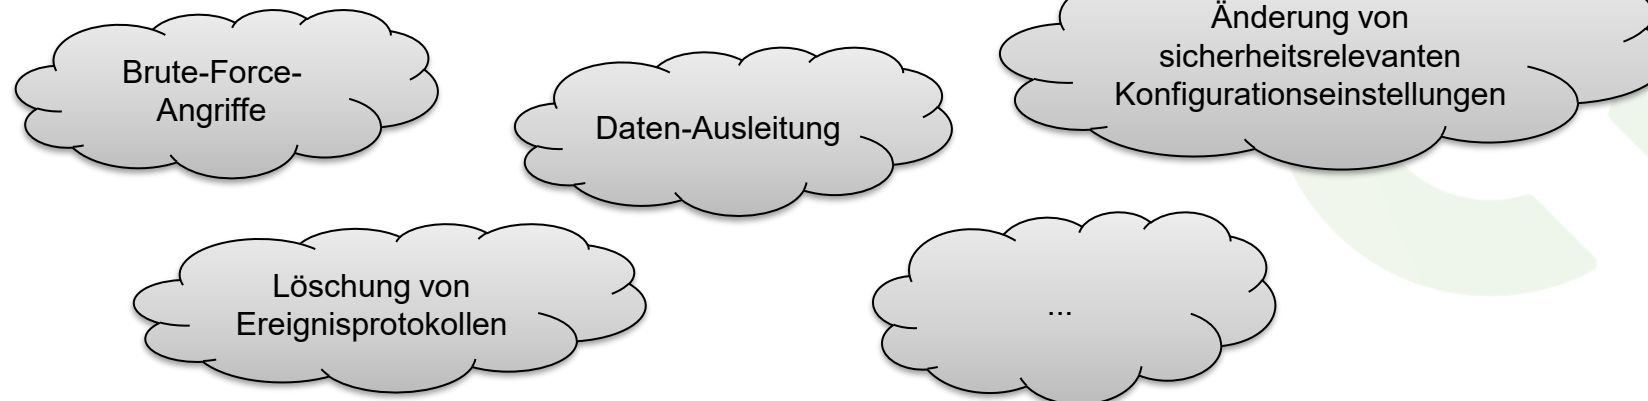 Brute-Force-
Angriffe
Daten-Ausleitung
Änderung von
sicherheitsrelevanten
Konfigurationseinstellungen
Löschung von
Ereignisprotokollen
...